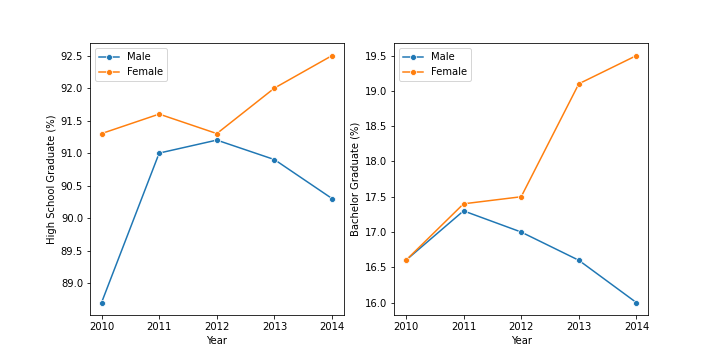 Male
Female
High School Graduate (%)
92.5
92.0
91.5
91.0
90.5
90.0
89.5
89.0
2010 2011 2012 2013 2014
Year
Male
Female
Bachelor Graduate (%)
19.5
19.0
18.5
18.0
17.5
17.0
16.5
16.0
2010 2011 2012 2013 2014
Year